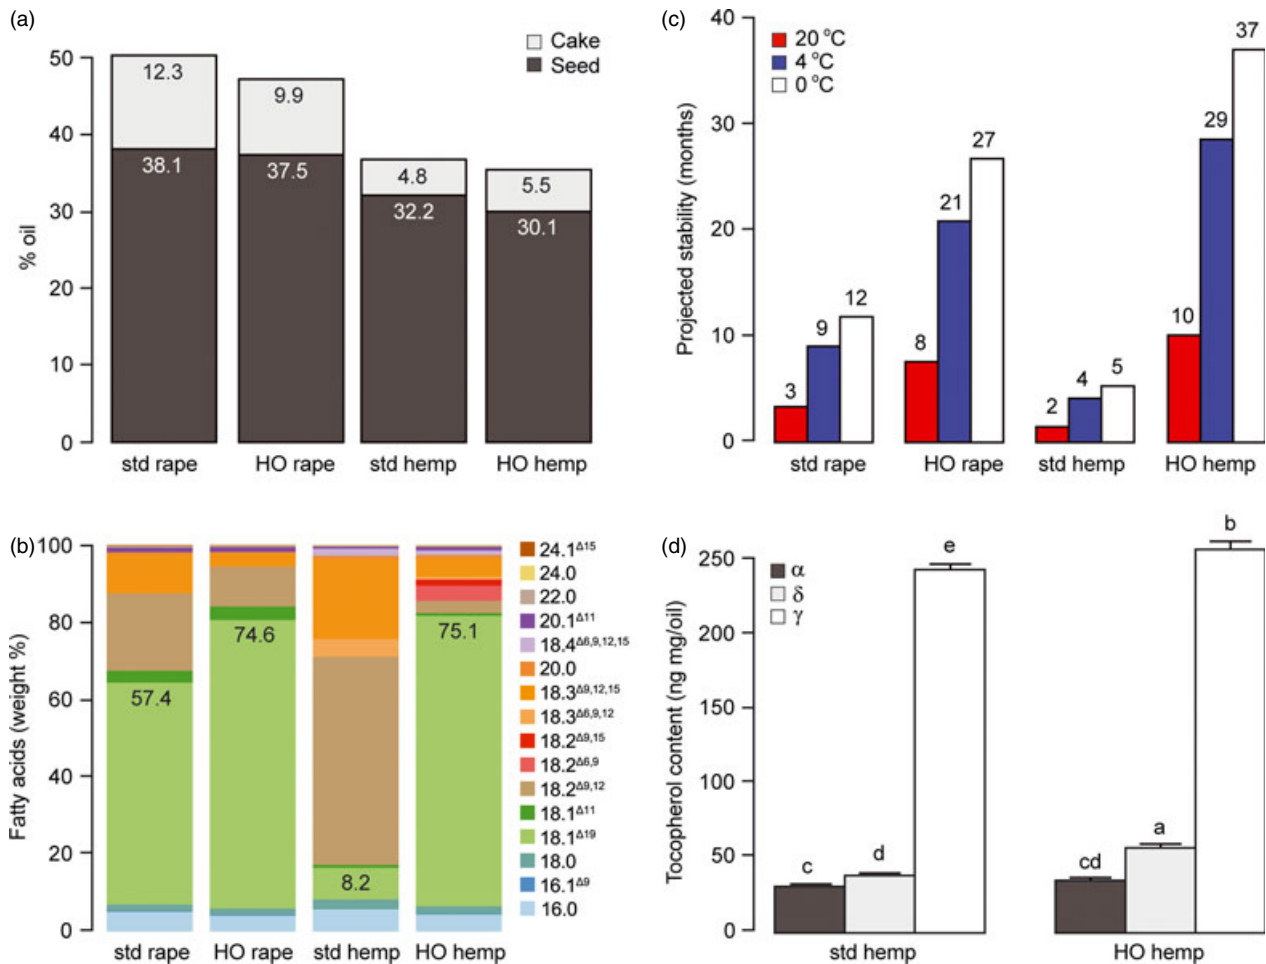 (a)
Cake
Seed
50
40
30
20
10
0
% oil
12.3
38.1
9.9
37.5
4.8
32.2
5.5
30.1
std rape
HO rape
std hemp
HO hemp
(c)
20 °C
4 °C
0 °C
40
30
20
10
0
Projected stability (months)
3
9
12
8
21
27
2
4
5
10
29
37
std rape
HO rape
std hemp
HO hemp
(b)
100
80
60
40
20
0
Fatty acids (weight %)
57.4
74.6
8.2
75.1
std rape
HO rape
std hemp
HO hemp
24.1Δ15
24.0
22.0
20.1Δ11
18.4Δ6,9,12,15
20.0
18.3Δ9,12,15
18.3Δ6,9,12
18.2Δ9,15
18.2Δ6,9
18.2Δ9,12
18.1Δ11
18.1Δ19
18.0
16.1Δ9
16.0
(d)
α
δ
γ
250
200
150
100
50
0
Tocopherol content (ng mg/oil)
c
d
e
cd
a
b
std hemp
HO hemp